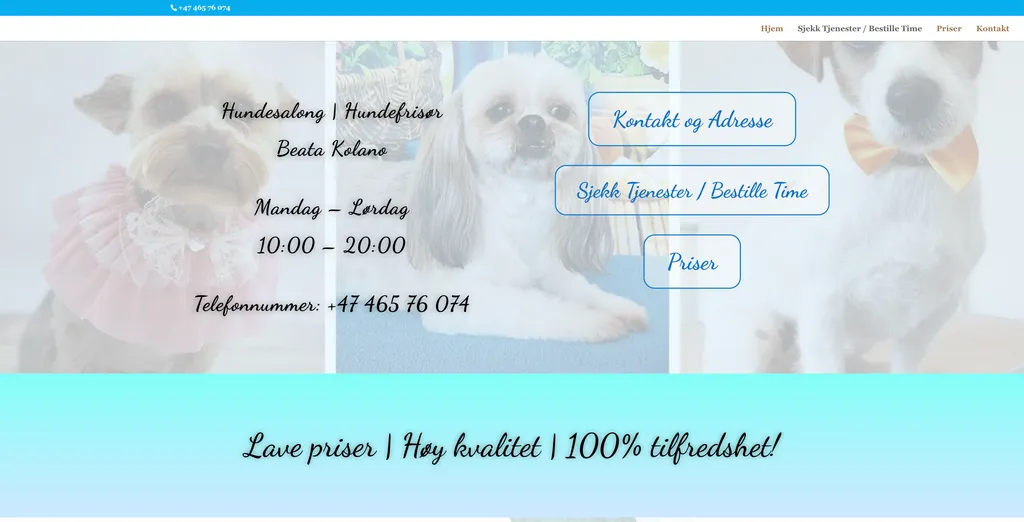 +47 465 76 074
Hjem Sjekk Tjenester / Bestille Time Priser Kontakt
Hundesalong | Hundefrisør
Beata Kolano
Mandag – Lørdag
10:00 – 20:00
Telefonnummer: +47 465 76 074
Kontakt og Adresse
Sjekk Tjenester / Bestille Time
Priser
Lave priser | Høy kvalitet | 100% tilfredshet!